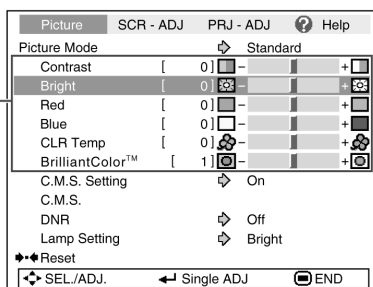 Picture SCR - ADJ PRJ - ADJ ? Help
Picture Mode Standard
Contrast [ 0] - +
Bright [ 0] - +
Red [ 0] - +
Blue [ 0] - +
CLR Temp [ 0] - +
BrilliantColor™ [ 1] - +
C.M.S. Setting On
C.M.S.
DNR Off
Lamp Setting Bright
Reset
SEL./ADJ. Single ADJ END